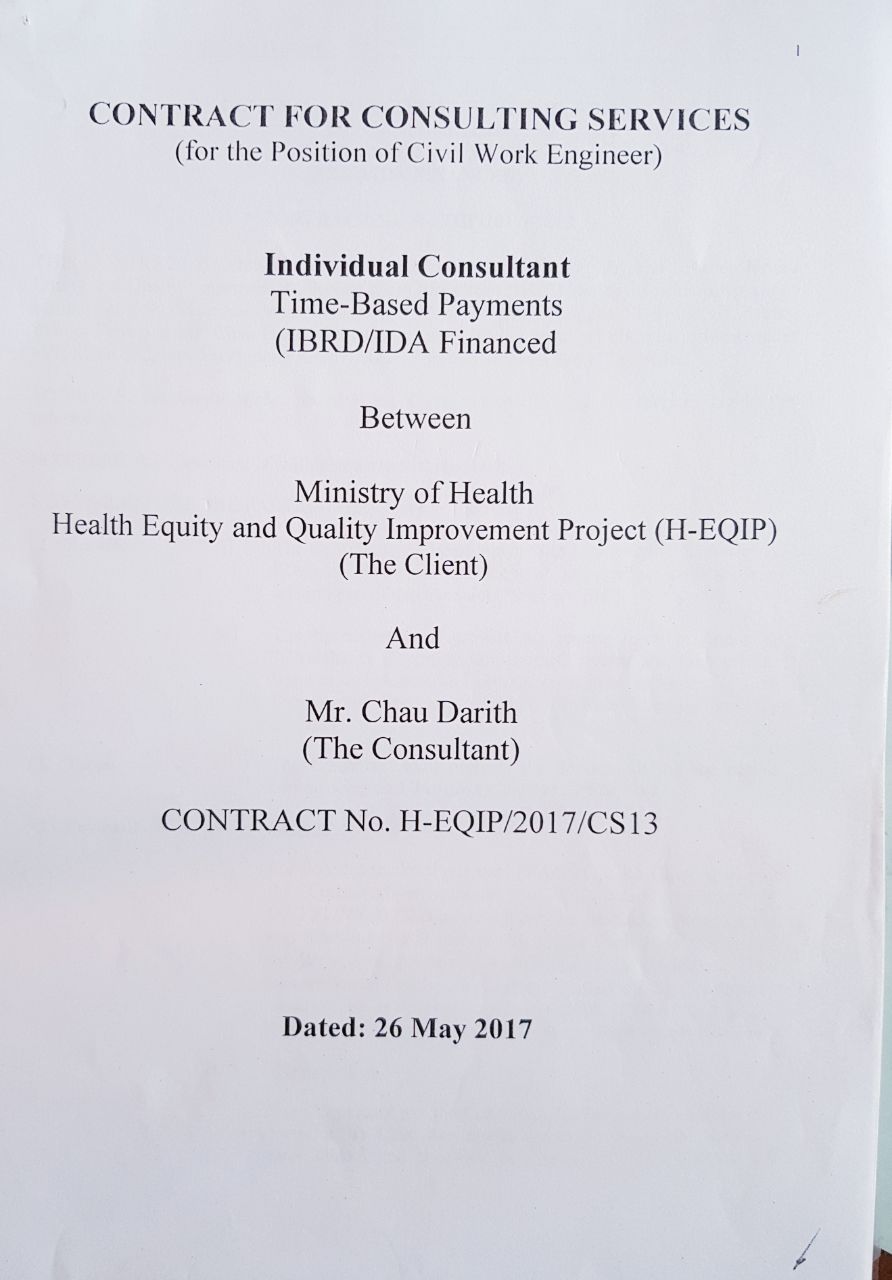 1
CONTRACT FOR CONSULTING SERVICES
(for the Position of Civil Work Engineer)
Individual Consultant
Time-Based Payments
(IBRD/IDA Financed
Between
Ministry of Health
Health Equity and Quality Improvement Project (H-EQIP)
(The Client)
And
Mr. Chau Darith
(The Consultant)
CONTRACT No. H-EQIP/2017/CS13
Dated: 26 May 2017